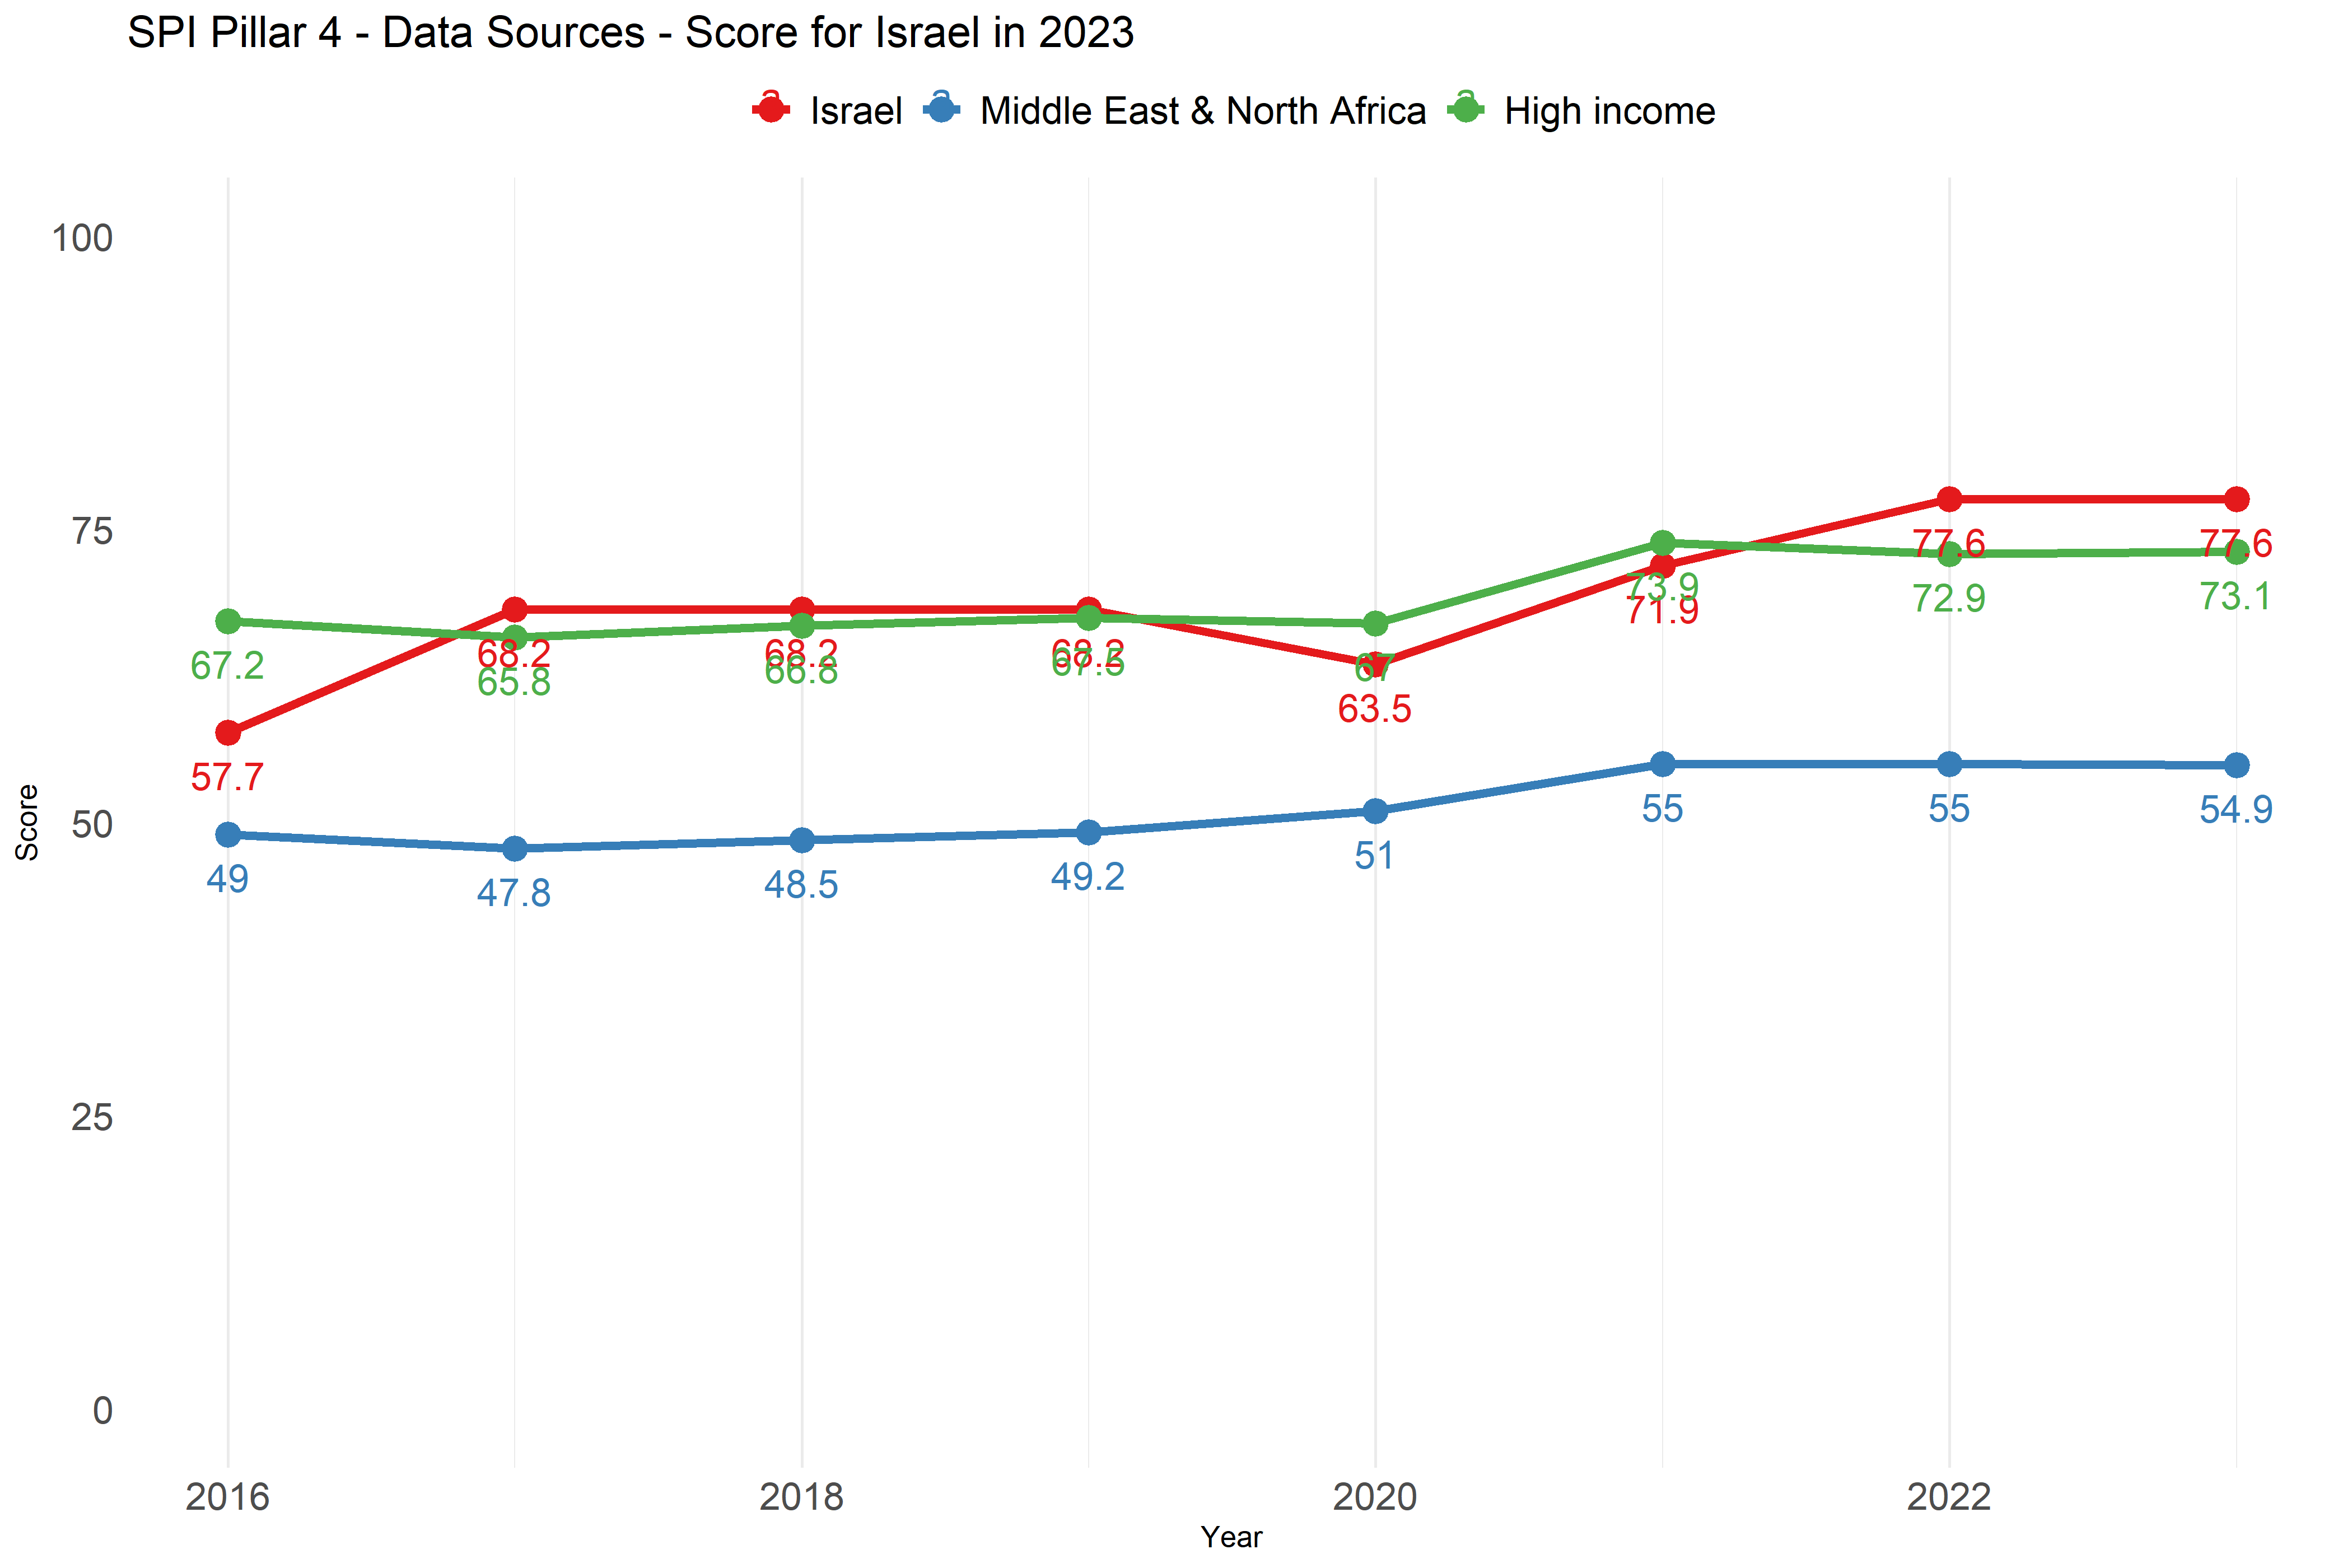 SPI Pillar 4 - Data Sources - Score for Israel in 2023
Israel Middle East & North Africa High income
100
75
50
25
0
Score
67.2 68.2 65.8 68.2 66.8 68.2 67.5 67 63.5 73.9 71.9 77.6 72.9 77.6 73.1
57.7
49 47.8 48.5 49.2 51 55 55 54.9
2016 2018 2020 2022
Year